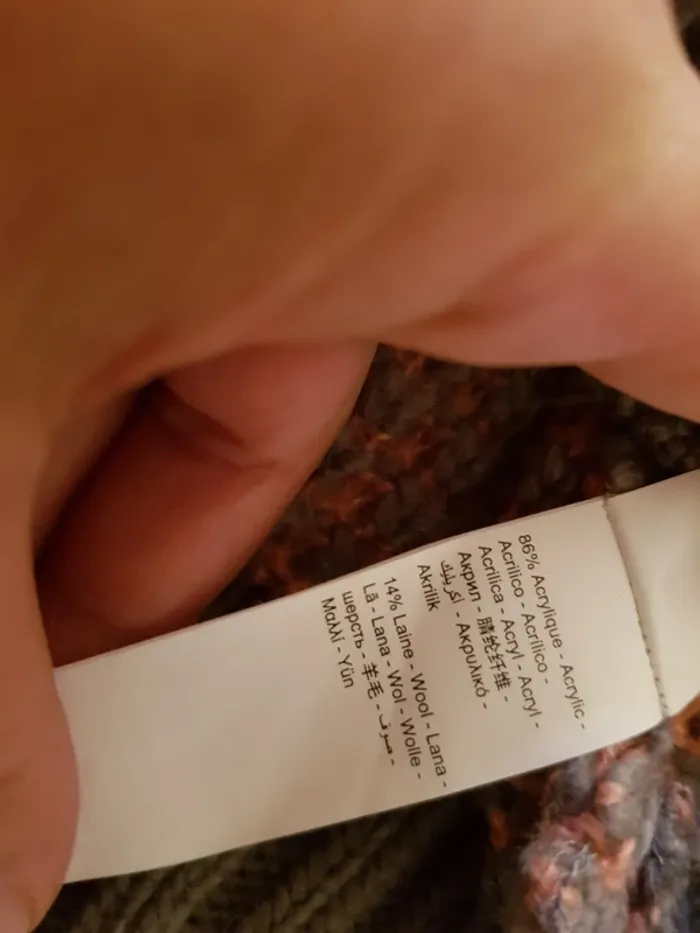 86% Acrylique - Acrylic -
Acrilico - Acrílico -
Acrilica - Acryl - Acryl -
Акрил - 腈纶纤维 -
اكريليك - Ακρυλικό -
Akrilik
14% Laine - Wool - Lana -
Lã - Lana - Wol - Wolle -
шерсть - 羊毛 - صوف -
Μαλλί - Yün